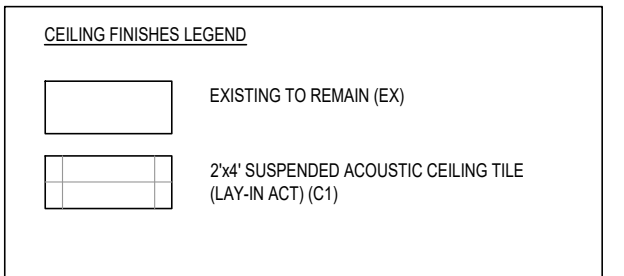 CEILING FINISHES LEGEND
EXISTING TO REMAIN (EX)
2'x4' SUSPENDED ACOUSTIC CEILING TILE
(LAY-IN ACT) (C1)